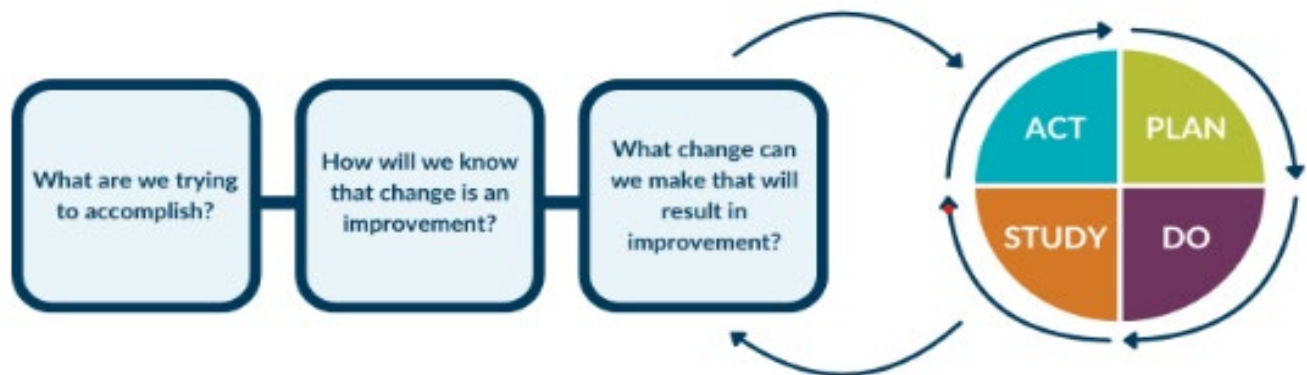 What are we trying
to accomplish?
How will we know
that change is an
improvement?
What change can
we make that will
result in
improvement?
ACT
PLAN
STUDY
DO